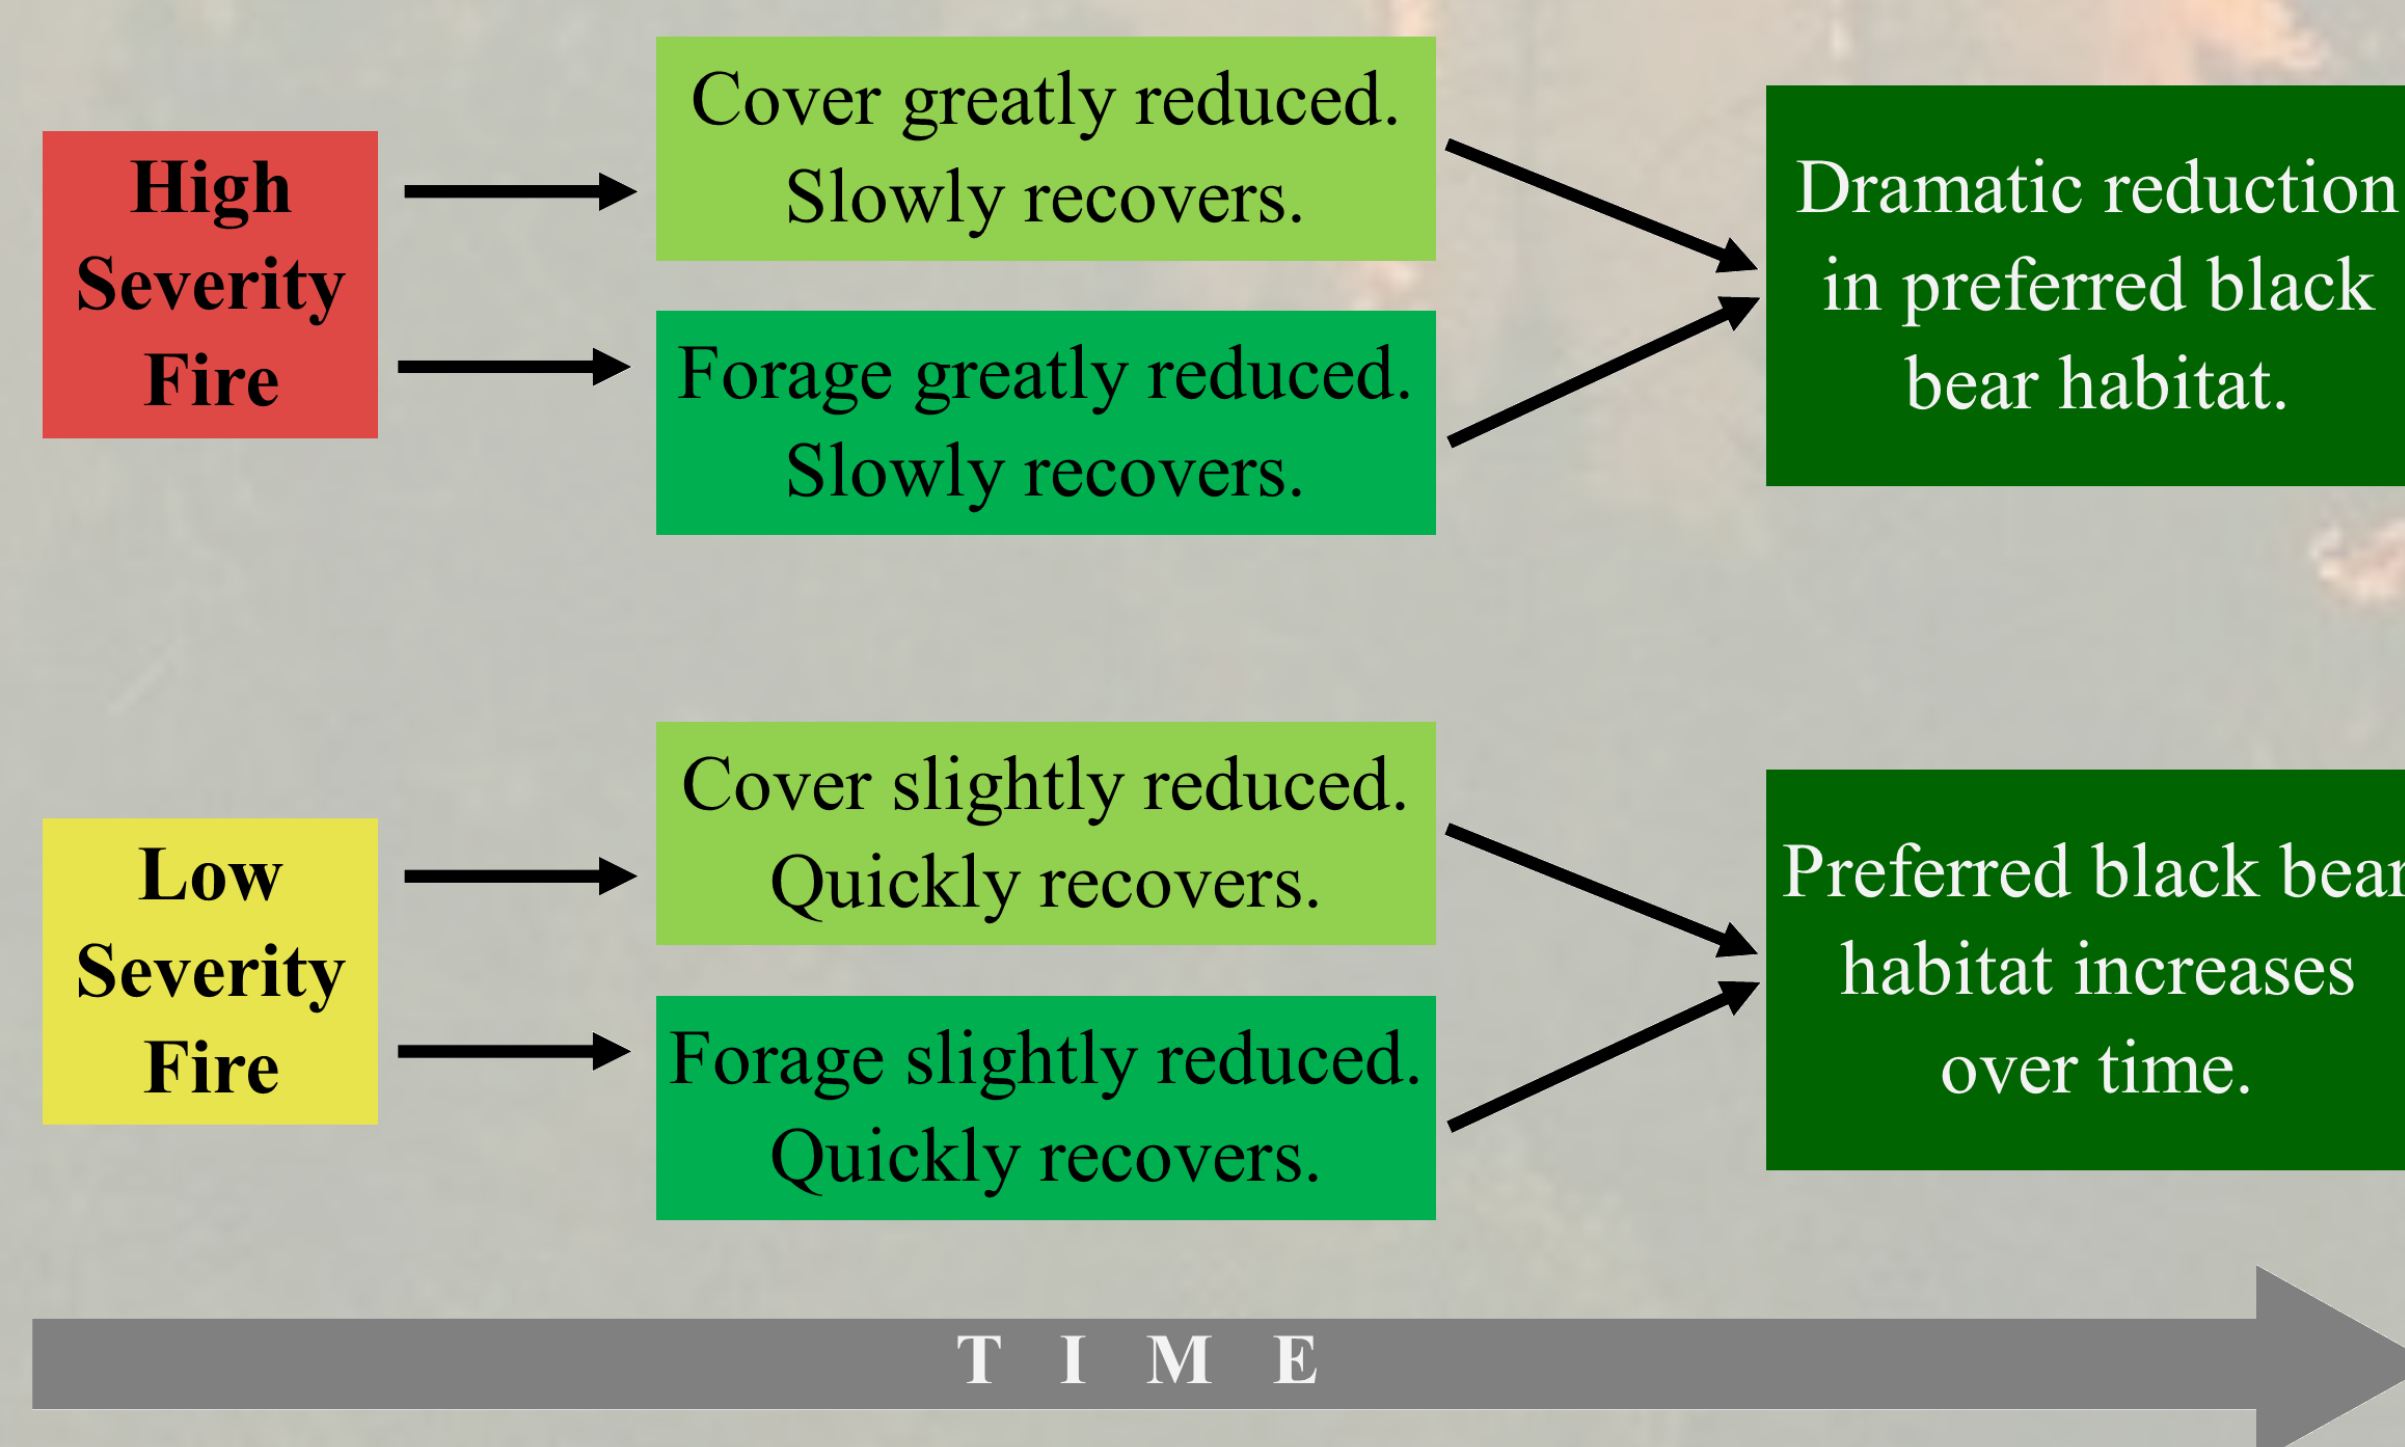 High
Severity
Fire
Cover greatly reduced.
Slowly recovers.
Forage greatly reduced.
Slowly recovers.
Dramatic reduction
in preferred black
bear habitat.
Low
Severity
Fire
Cover slightly reduced.
Quickly recovers.
Forage slightly reduced.
Quickly recovers.
Preferred black bear
habitat increases
over time.
TIME